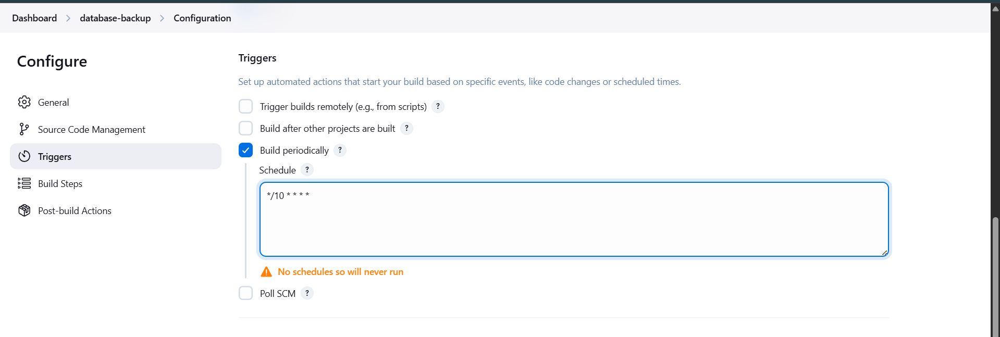 Dashboard > database-backup > Configuration
Configure
General
Source Code Management
Triggers
Build Steps
Post-build Actions
Triggers
Set up automated actions that start your build based on specific events, like code changes or scheduled times.
Trigger builds remotely (e.g., from scripts) ?
Build after other projects are built ?
Build periodically ?
Schedule ?
*/10 * * * *
No schedules so will never run
Poll SCM ?